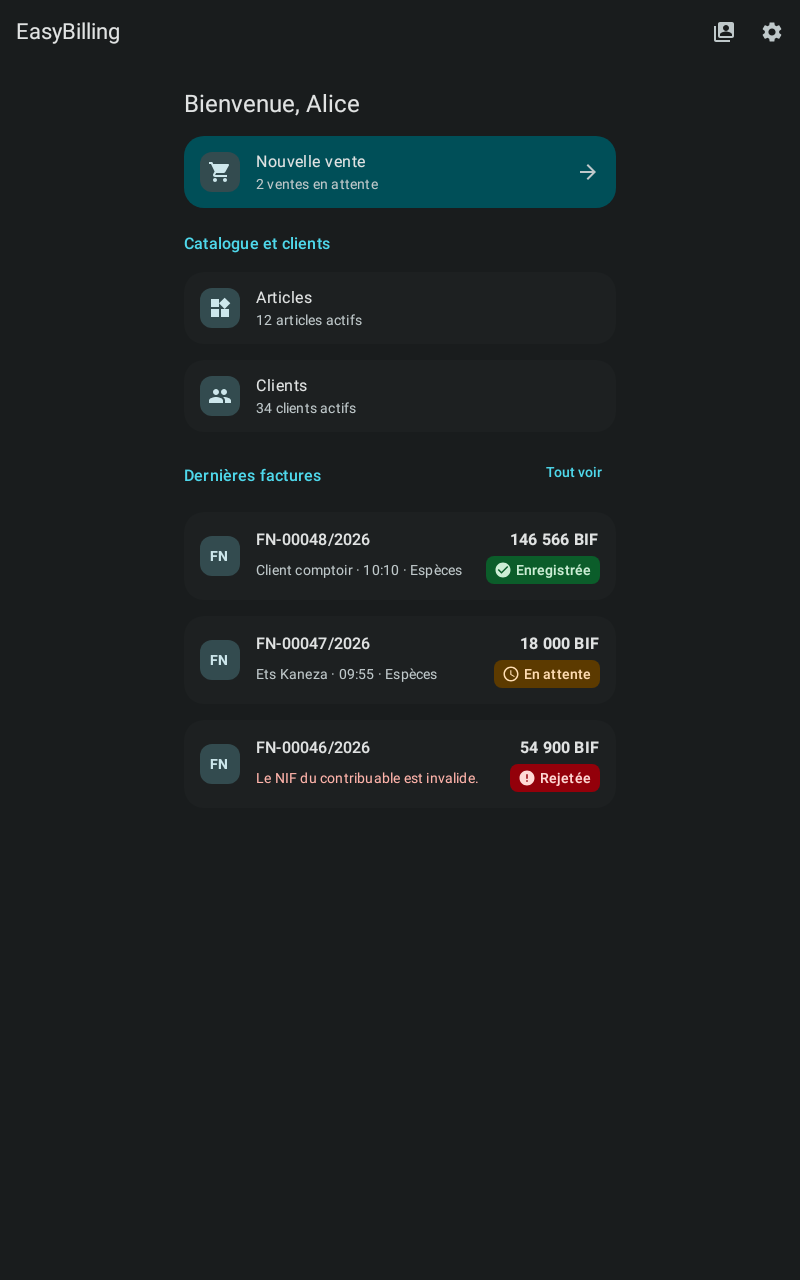 EasyBilling
Bienvenue, Alice
Nouvelle vente
2 ventes en attente
Catalogue et clients
Articles
12 articles actifs
Clients
34 clients actifs
Dernières factures
Tout voir
FN
FN-00048/2026
146 566 BIF
Client comptoir · 10:10 · Espèces
Enregistrée
FN
FN-00047/2026
18 000 BIF
Ets Kaneza · 09:55 · Espèces
En attente
FN
FN-00046/2026
54 900 BIF
Le NIF du contribuable est invalide.
Rejetée